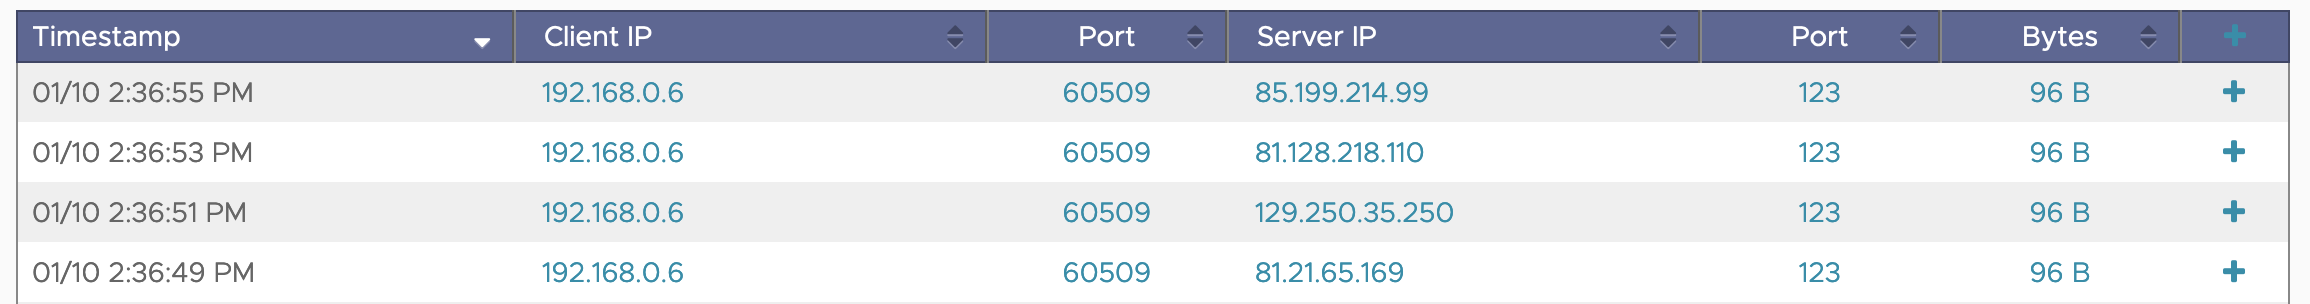 Timestamp Client IP Port Server IP Port Bytes +
01/10 2:36:55 PM 192.168.0.6 60509 85.199.214.99 123 96 B +
01/10 2:36:53 PM 192.168.0.6 60509 81.128.218.110 123 96 B +
01/10 2:36:51 PM 192.168.0.6 60509 129.250.35.250 123 96 B +
01/10 2:36:49 PM 192.168.0.6 60509 81.21.65.169 123 96 B +